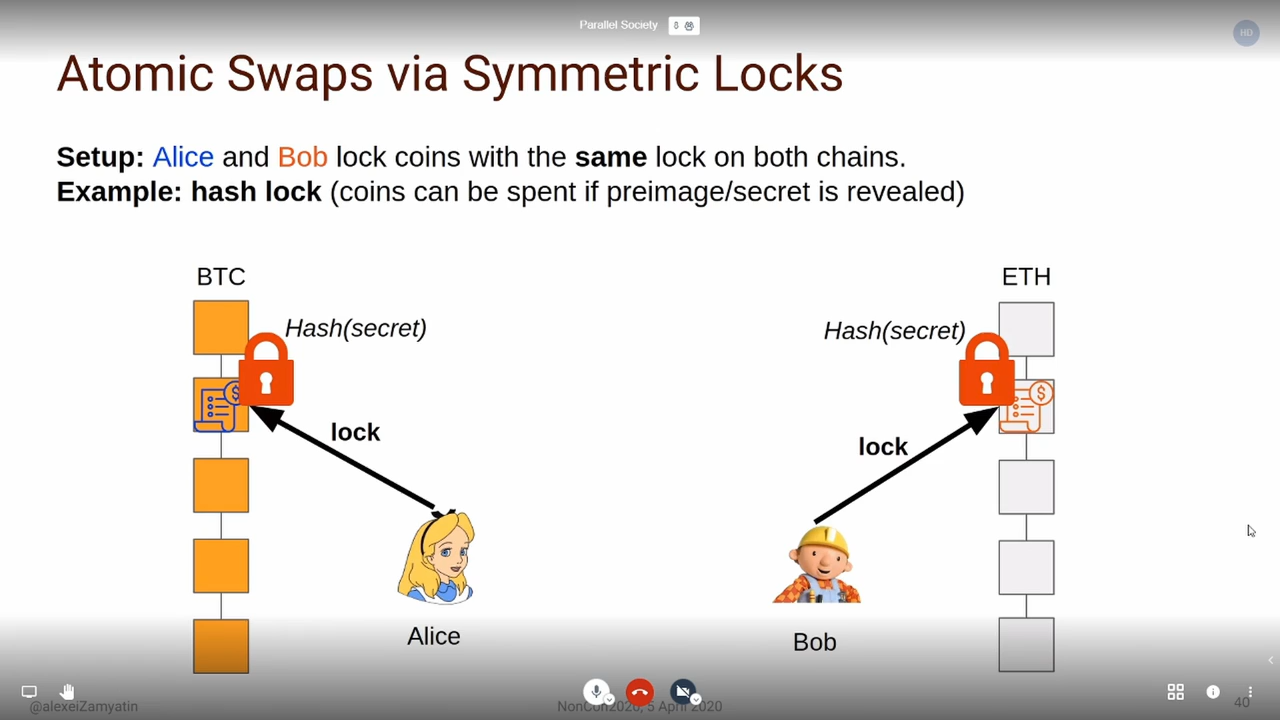 Parallel Society 8
HD
Atomic Swaps via Symmetric Locks
Setup: Alice and Bob lock coins with the same lock on both chains.
Example: hash lock (coins can be spent if preimage/secret is revealed)
BTC
ETH
Hash(secret)
Hash(secret)
$
$
lock
lock
Alice
Bob
@alexeiZamyatin
NonCon2020, 5 April 2020
40